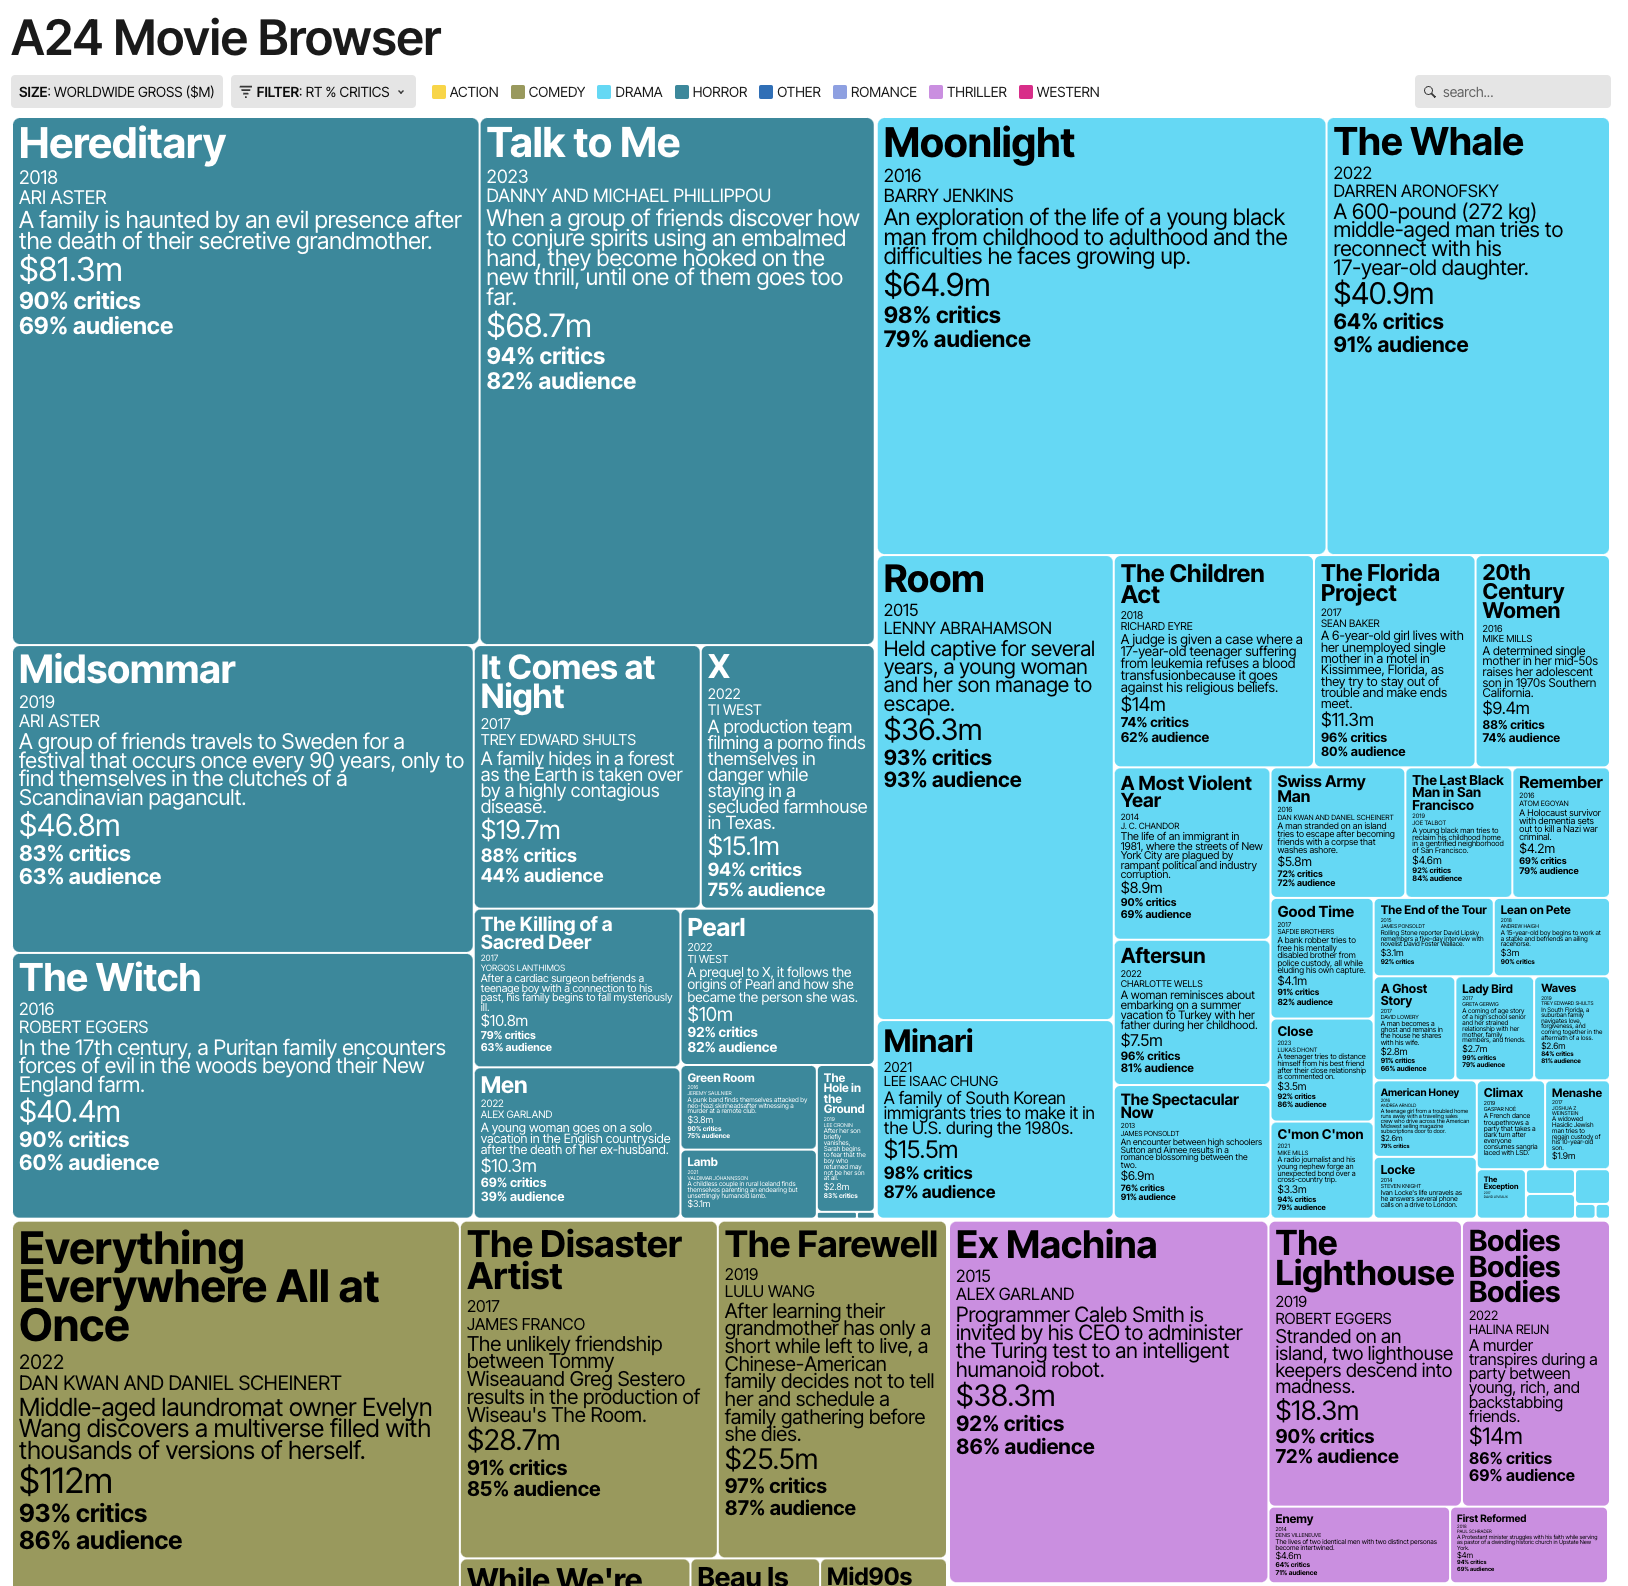 A24 Movie Browser
SIZE: WORLDWIDE GROSS ($M)
FILTER: RT % CRITICS
ACTION
COMEDY
DRAMA
HORROR
OTHER
ROMANCE
THRILLER
WESTERN
search...
Hereditary
2018
ARI ASTER
A family is haunted by an evil presence after
the death of their secretive grandmother.
$81.3m
90% critics
69% audience
Talk to Me
2023
DANNY AND MICHAEL PHILLIPPOU
When a group of friends discover how
to conjure spirits using an embalmed
hand, they become hooked on the
new thrill, until one of them goes too
far.
$68.7m
94% critics
82% audience
Moonlight
2016
BARRY JENKINS
An exploration of the life of a young black
man from childhood to adulthood and the
difficulties he faces growing up.
$64.9m
98% critics
79% audience
The Whale
2022
DARREN ARONOFSKY
A 600-pound (272 kg)
middle-aged man tries to
reconnect with his
17-year-old daughter.
$40.9m
64% critics
91% audience
Midsommar
2019
ARI ASTER
A group of friends travels to Sweden for a
festival that occurs once every 90 years, only to
find themselves in the clutches of a
Scandinavian pagancult.
$46.8m
83% critics
63% audience
It Comes at
Night
2017
TREY EDWARD SHULTS
A family hides in a forest
as the Earth is taken over
by a highly contagious
disease.
$19.7m
88% critics
44% audience
X
2022
TI WEST
A production team
filming a porno finds
themselves in
danger while
staying in a
secluded farmhouse
in Texas.
$15.1m
94% critics
75% audience
The Witch
2016
ROBERT EGGERS
In the 17th century, a Puritan family encounters
forces of evil in the woods beyond their New
England farm.
$40.4m
90% critics
60% audience
The Killing of a
Sacred Deer
2017
YORGOS LANTHIMOS
After a cardiac surgeon befriends a
teenage boy with a connection to his
past, his family begins to fall mysteriously
ill.
$10.8m
79% critics
63% audience
Pearl
2022
TI WEST
A prequel to X, it follows the
origins of Pearl and how she
became the person she was.
$10m
92% critics
82% audience
Men
2022
ALEX GARLAND
A young woman goes on a solo
vacation in the English countryside
after the death of her ex-husband.
$10.3m
69% critics
39% audience
Green Room
2016
JEREMY SAULNIER
A punk band finds themselves attacked by
neo-Nazi skinheadsafter witnessing a
murder at a remote club.
$3.8m
90% critics
75% audience
Lamb
2021
VALDIMAR JÓHANNSSON
A childless couple in rural Iceland finds
themselves parenting an endearing but
unsettlingly humanoid lamb.
$3.1m
The
Hole in
the
Ground
2019
LEE CRONIN
After her son
briefly
vanishes,
Sarah begins
to fear that the
boy who
returned may
not be her son
at all.
$2.8m
83% critics
Room
2015
LENNY ABRAHAMSON
Held captive for several
years, a young woman
and her son manage to
escape.
$36.3m
93% critics
93% audience
Minari
2021
LEE ISAAC CHUNG
A family of South Korean
immigrants tries to make it in
the U.S. during the 1980s.
$15.5m
98% critics
87% audience
The Children
Act
2018
RICHARD EYRE
A judge is given a case where a
17-year-old teenager suffering
from leukemia refuses a blood
transfusionbecause it goes
against his religious beliefs.
$14m
74% critics
62% audience
The Florida
Project
2017
SEAN BAKER
A 6-year-old girl lives with
her unemployed single
mother in a motel in
Kissimmee, Florida, as
they try to stay out of
trouble and make ends
meet.
$11.3m
96% critics
80% audience
20th
Century
Women
2016
MIKE MILLS
A determined single
mother in her mid-50s
raises her adolescent
son in 1970s Southern
California.
$9.4m
88% critics
74% audience
A Most Violent
Year
2014
J. C. CHANDOR
The life of an immigrant in
1981, where the streets of New
York City are plagued by
rampant political and industry
corruption.
$8.9m
90% critics
69% audience
Swiss Army
Man
2016
DAN KWAN AND DANIEL SCHEINERT
A man stranded on an island
tries to escape after becoming
friends with a corpse that
washes ashore.
$5.8m
72% critics
72% audience
The Last Black
Man in San
Francisco
2019
JOE TALBOT
A young black man tries to
reclaim his childhood home
in a gentrified neighborhood
of San Francisco.
$4.6m
92% critics
84% audience
Remember
2016
ATOM EGOYAN
A Holocaust survivor
with dementia sets
out to kill a Nazi war
criminal.
$4.2m
69% critics
79% audience
Aftersun
2022
CHARLOTTE WELLS
A woman reminisces about
embarking on a summer
vacation to Turkey with her
father during her childhood.
$7.5m
96% critics
81% audience
The Spectacular
Now
2013
JAMES PONSOLDT
An encounter between high schoolers
Sutton and Aimee results in a
romance blossoming between the
two.
$6.9m
76% critics
91% audience
Good Time
2017
SAFDIE BROTHERS
A bank robber tries to
free his mentally
disabled brother from
police custody, all while
eluding his own capture.
$4.1m
91% critics
82% audience
Close
2023
LUKAS DHONT
A teenager tries to distance
himself from his best friend
after their close relationship
is commented on.
$3.5m
92% critics
86% audience
C'mon C'mon
2021
MIKE MILLS
A radio journalist and his
young nephew forge an
unexpected bond over a
cross-country trip.
$3.3m
94% critics
79% audience
The End of the Tour
2015
JAMES PONSOLDT
Rolling Stone reporter David Lipsky
remembers a five-day interview with
novelist David Foster Wallace.
$3.1m
92% critics
Lean on Pete
2018
ANDREW HAIGH
A 15-year-old boy begins to work at
a stable and befriends an ailing
racehorse.
$3m
90% critics
A Ghost
Story
2017
DAVID LOWERY
A man becomes a
ghost and remains in
the house he shares
with his wife.
$2.8m
91% critics
66% audience
Lady Bird
2017
GRETA GERWIG
A coming of age story
of a high school senior
and her strained
relationship with her
mother, family
members, and friends.
$2.7m
99% critics
79% audience
Waves
2019
TREY EDWARD SHULTS
In South Florida, a
suburban family
navigates love,
forgiveness, and
coming together in the
aftermath of a loss.
$2.6m
84% critics
81% audience
American Honey
2016
ANDREA ARNOLD
A teenage girl from a troubled home
runs away with a traveling sales
crew who drive across the American
Midwest selling magazine
subscriptions door to door.
$2.6m
79% critics
Climax
2019
GASPAR NOÉ
A French dance
troupethrows a
party that takes a
dark turn after
everyone
consumes sangria
laced with LSD.
Menashe
2017
JOSHUA Z
WEINSTEIN
A widowed
Hasidic Jewish
man tries to
regain custody of
his 10-year-old
son.
$1.9m
Locke
2014
STEVEN KNIGHT
Ivan Locke's life unravels as
he answers several phone
calls on a drive to London.
The
Exception
2017
Everything
Everywhere All at
Once
2022
DAN KWAN AND DANIEL SCHEINERT
Middle-aged laundromat owner Evelyn
Wang discovers a multiverse filled with
thousands of versions of herself.
$112m
93% critics
86% audience
The Disaster
Artist
2017
JAMES FRANCO
The unlikely friendship
between Tommy
Wiseauand Greg Sestero
results in the production of
Wiseau's The Room.
$28.7m
91% critics
85% audience
The Farewell
2019
LULU WANG
After learning their
grandmother has only a
short while left to live, a
Chinese-American
family decides not to tell
her and schedule a
family gathering before
she dies.
$25.5m
97% critics
87% audience
While We're
Beau Is
Mid90s
Ex Machina
2015
ALEX GARLAND
Programmer Caleb Smith is
invited by his CEO to administer
the Turing test to an intelligent
humanoid robot.
$38.3m
92% critics
86% audience
The
Lighthouse
2019
ROBERT EGGERS
Stranded on an
island, two lighthouse
keepers descend into
madness.
$18.3m
90% critics
72% audience
Bodies
Bodies
Bodies
2022
HALINA REIJN
A murder
transpires during a
party between
young, rich, and
backstabbing
friends.
$14m
86% critics
69% audience
Enemy
2014
DENIS VILLENEUVE
The lives of two identical men with two distinct personas
become intertwined.
$4.6m
64% critics
71% audience
First Reformed
2018
PAUL SCHRADER
A Protestant minister struggles with his faith while serving
as pastor of a dwindling historic church in Upstate New
York.
$4m
94% critics
69% audience